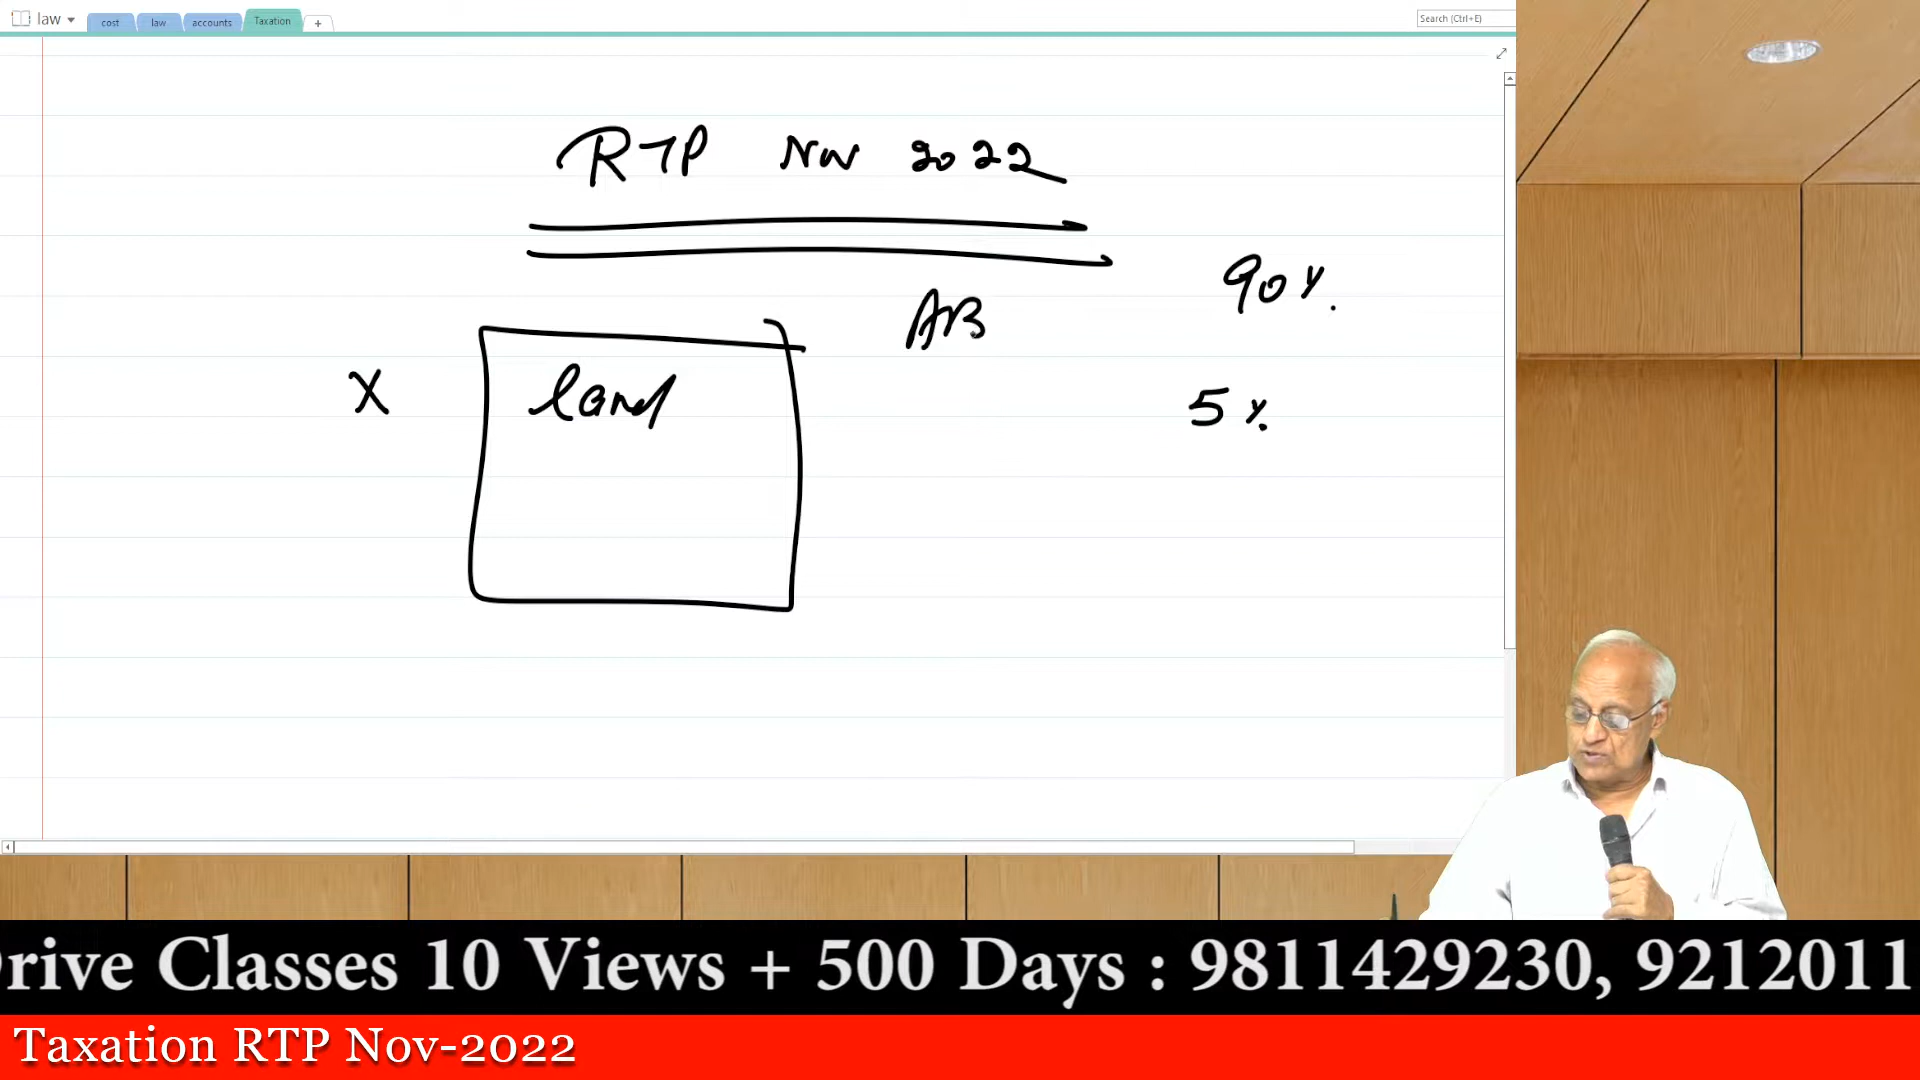 law
cost law accounts Taxation +
Search (Ctrl+E)
RTP Nov 2022
90%.
AB
X land
5%.
rive Classes 10 Views + 500 Days : 9811429230, 9212011
Taxation RTP Nov-2022